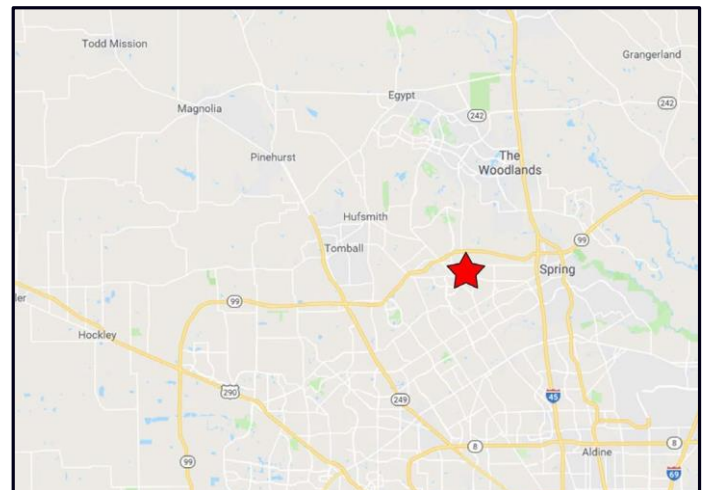 Todd Mission
Grangerland
Egypt
Magnolia
242
242
The
Woodlands
Pinehurst
Hufsmith
99
Tomball
Spring
ler
99
Hockley
290
45
249
8
8
Aldine
99
69